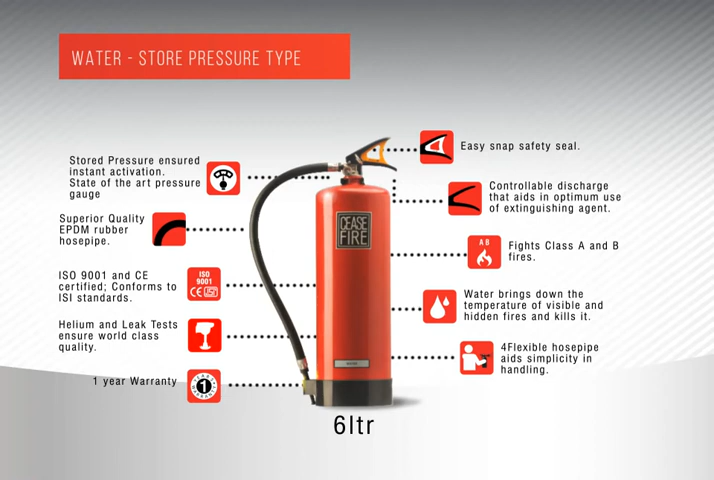 WATER - STORE PRESSURE TYPE
Stored Pressure ensured
instant activation.
State of the art pressure
gauge
Superior Quality
EPDM rubber
hosepipe.
ISO 9001 and CE
certified; Conforms to
ISI standards.
ISO
9001
CE ISI
Helium and Leak Tests
ensure world class
quality.
1 year Warranty
1
CEASE
FIRE
6ltr
Easy snap safety seal.
Controllable discharge
that aids in optimum use
of extinguishing agent.
A B
Fights Class A and B
fires.
Water brings down the
temperature of visible and
hidden fires and kills it.
4Flexible hosepipe
aids simplicity in
handling.